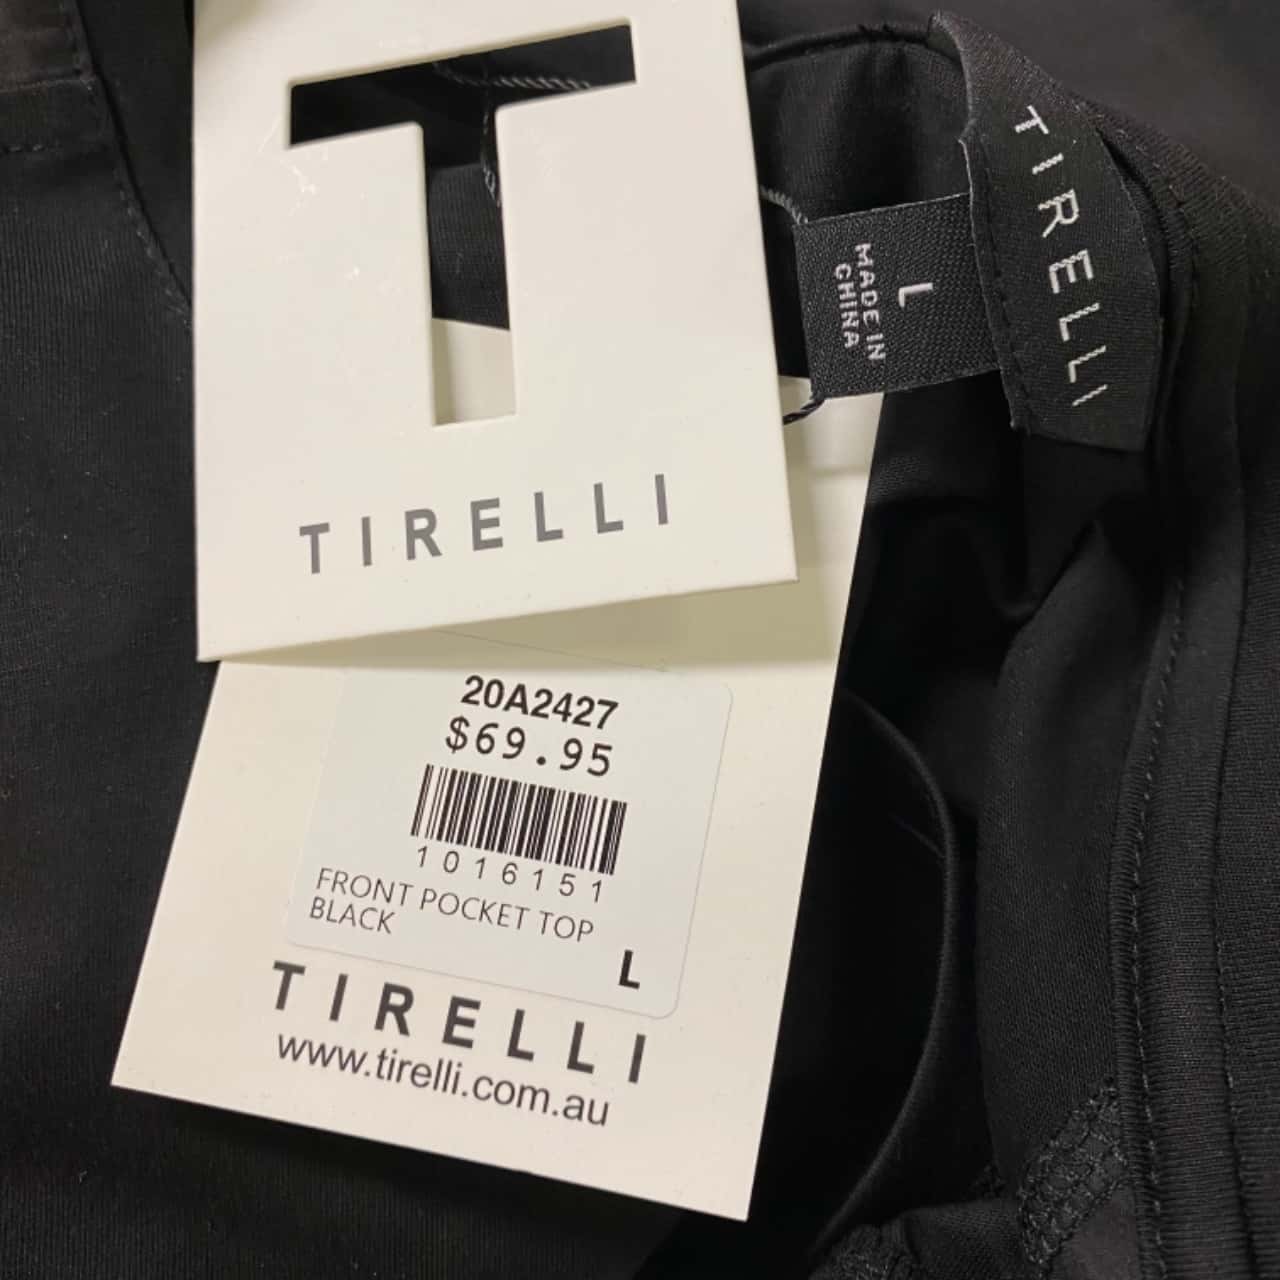 T
TIRELLI
20A2427
$69.95
1016151
FRONT POCKET TOP
BLACK
L
TIRELLI
www.tirelli.com.au
L
MADE IN
CHINA
TIRELLI